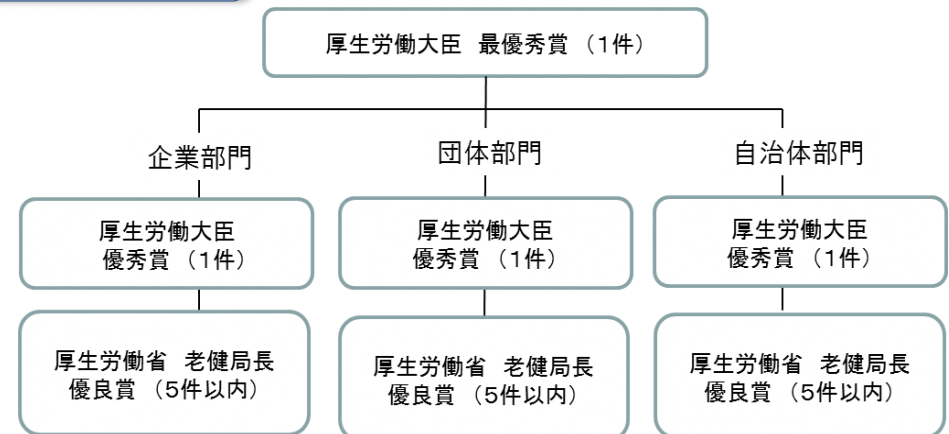 厚生労働大臣 最優秀賞 （1件）
企業部門
団体部門
自治体部門
厚生労働大臣
優秀賞 （1件）
厚生労働大臣
優秀賞 （1件）
厚生労働大臣
優秀賞 （1件）
厚生労働省 老健局長
優良賞 （5件以内）
厚生労働省 老健局長
優良賞 （5件以内）
厚生労働省 老健局長
優良賞 （5件以内）